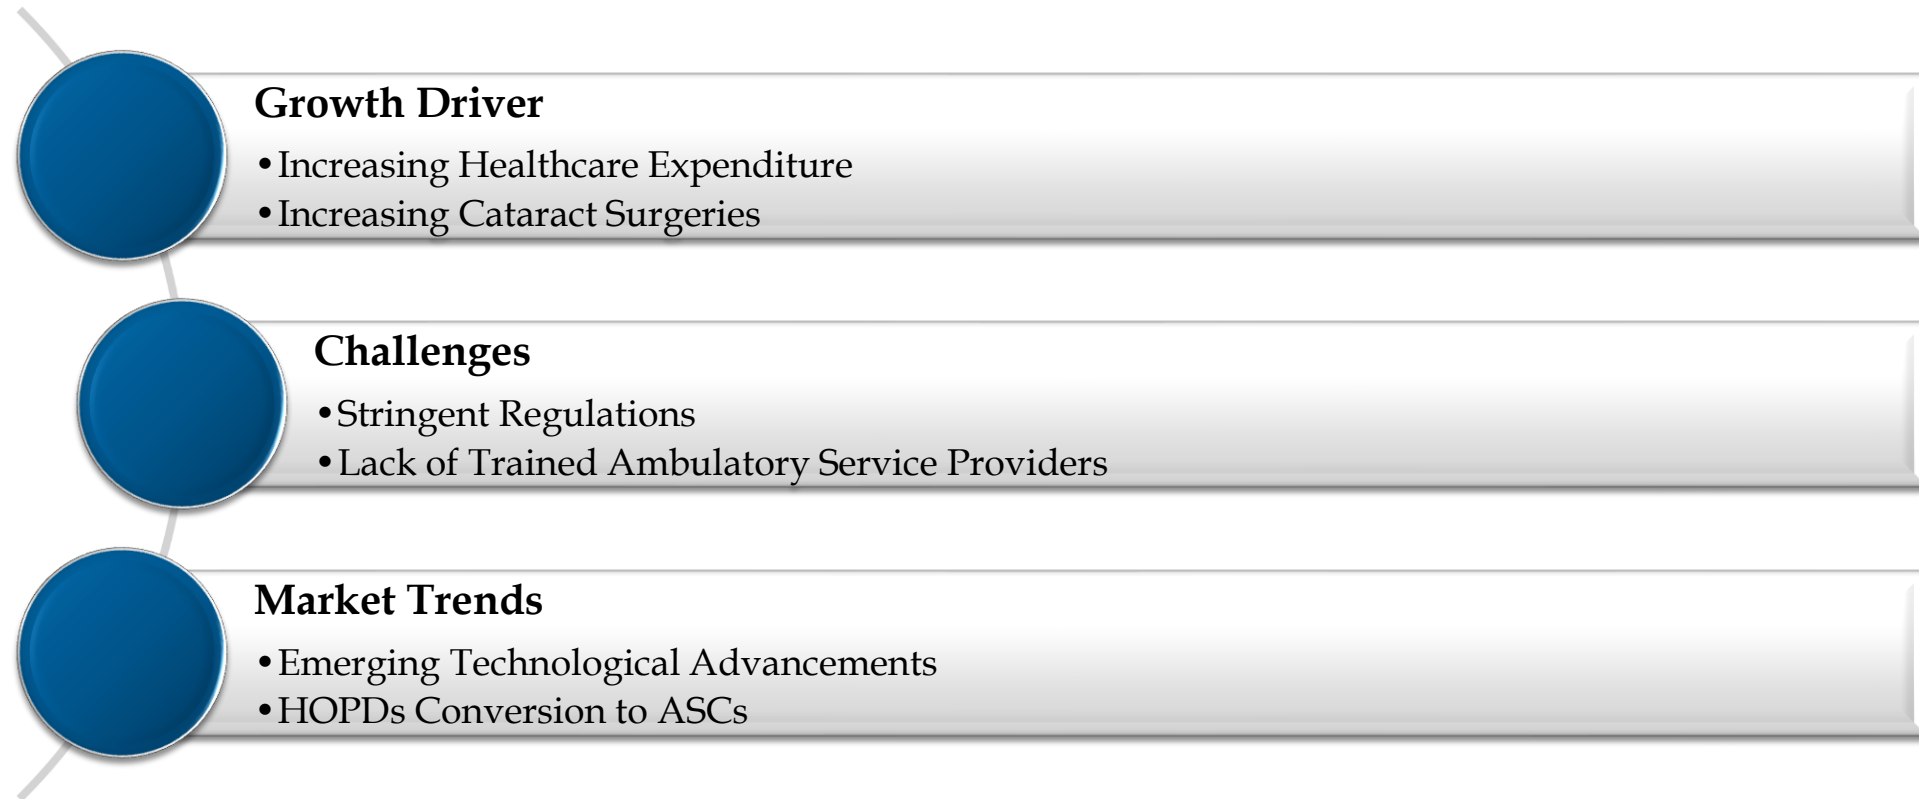 Growth Driver
•Increasing Healthcare Expenditure
•Increasing Cataract Surgeries
Challenges
•Stringent Regulations
•Lack of Trained Ambulatory Service Providers
Market Trends
•Emerging Technological Advancements
•HOPDs Conversion to ASCs